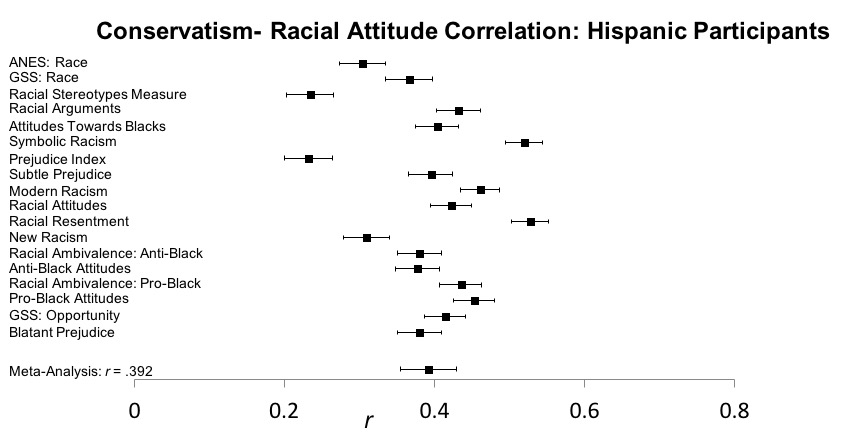 Conservatism- Racial Attitude Correlation: Hispanic Participants
ANES: Race
GSS: Race
Racial Stereotypes Measure
Racial Arguments
Attitudes Towards Blacks
Symbolic Racism
Prejudice Index
Subtle Prejudice
Modern Racism
Racial Attitudes
Racial Resentment
New Racism
Racial Ambivalence: Anti-Black
Anti-Black Attitudes
Racial Ambivalence: Pro-Black
Pro-Black Attitudes
GSS: Opportunity
Blatant Prejudice
Meta-Analysis: r = .392
0 0.2 0.4 0.6 0.8
r